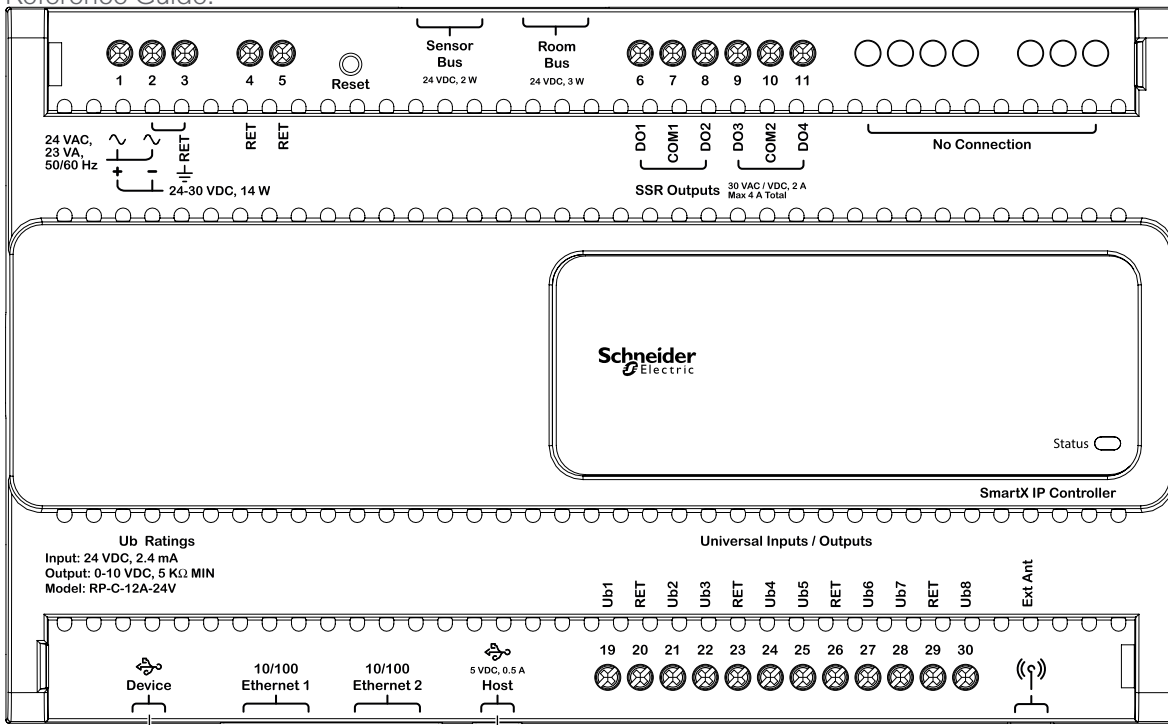 Reference Guide.
Sensor Bus
24 VDC, 2 W
Room Bus
24 VDC, 3 W
1 2 3 4 5
Reset
6 7 8 9 10 11
24 VAC,
23 VA,
50/60 Hz
RET
RET
RET
+ -
24-30 VDC, 14 W
DO1 COM1 DO2 DO3 COM2 DO4
SSR Outputs
30 VAC / VDC, 2 A
Max 4 A Total
No Connection
Schneider
Electric
Status
SmartX IP Controller
Ub Ratings
Input: 24 VDC, 2.4 mA
Output: 0-10 VDC, 5 KΩ MIN
Model: RP-C-12A-24V
Universal Inputs / Outputs
Ub1 RET Ub2 Ub3 RET Ub4 Ub5 RET Ub6 Ub7 RET Ub8
Ext Ant
19 20 21 22 23 24 25 26 27 28 29 30
Device
10/100
Ethernet 1
10/100
Ethernet 2
5 VDC, 0.5 A
Host